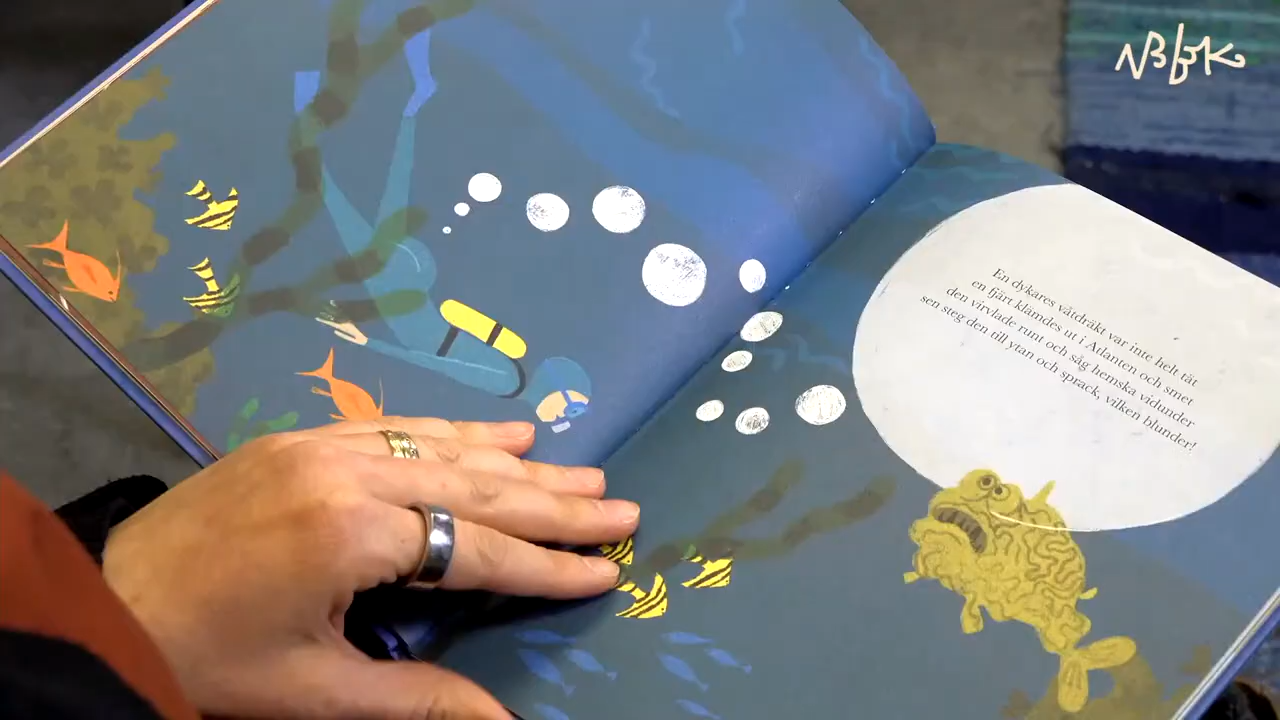 NBfbK
En dykares våtdräkt var inte helt tät
en fjärt klämdes ut i Atlanten och smet
den virvlade runt och såg hemska vidunder
sen steg den till ytan och sprack, vilken blunder!